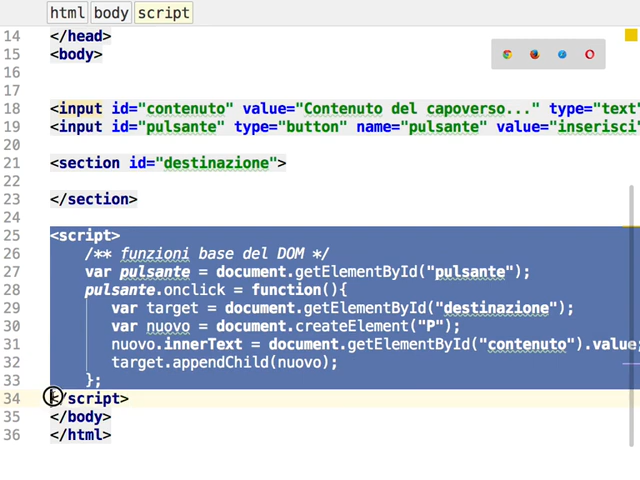 html body script
14 </head>
15 <body>
16
17
18 <input id="contenuto" value="Contenuto del capoverso..." type="text"
19 <input id="pulsante" type="button" name="pulsante" value="inserisci"
20
21 <section id="destinazione">
22
23 </section>
24
25 <script>
26 /** funzioni base del DOM */
27 var pulsante = document.getElementById("pulsante");
28 pulsante.onclick = function(){
29 var target = document.getElementById("destinazione");
30 var nuovo = document.createElement("P");
31 nuovo.innerText = document.getElementById("contenuto").value;
32 target.appendChild(nuovo);
33 };
34 </script>
35 </body>
36 </html>